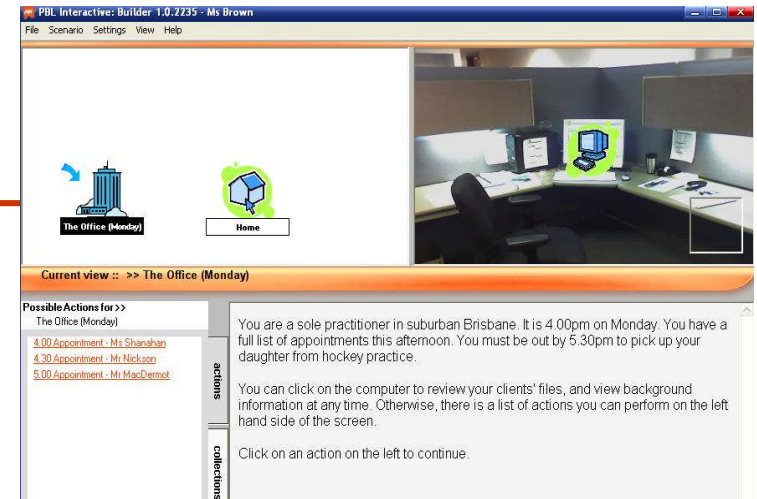 PBL Interactive: Builder 1.0.2235 - Ms Brown
File Scenario Settings View Help
The Office (Monday)
Home
Current view :: >> The Office (Monday)
Possible Actions for >>
The Office (Monday)
4.00 Appointment - Ms Shanahan
4.30 Appointment - Mr Nickson
5.00 Appointment - Mr MacDermot
actions
collections
You are a sole practitioner in suburban Brisbane. It is 4.00pm on Monday. You have a
full list of appointments this afternoon. You must be out by 5.30pm to pick up your
daughter from hockey practice.
You can click on the computer to review your clients' files, and view background
information at any time. Otherwise, there is a list of actions you can perform on the left
hand side of the screen.
Click on an action on the left to continue.